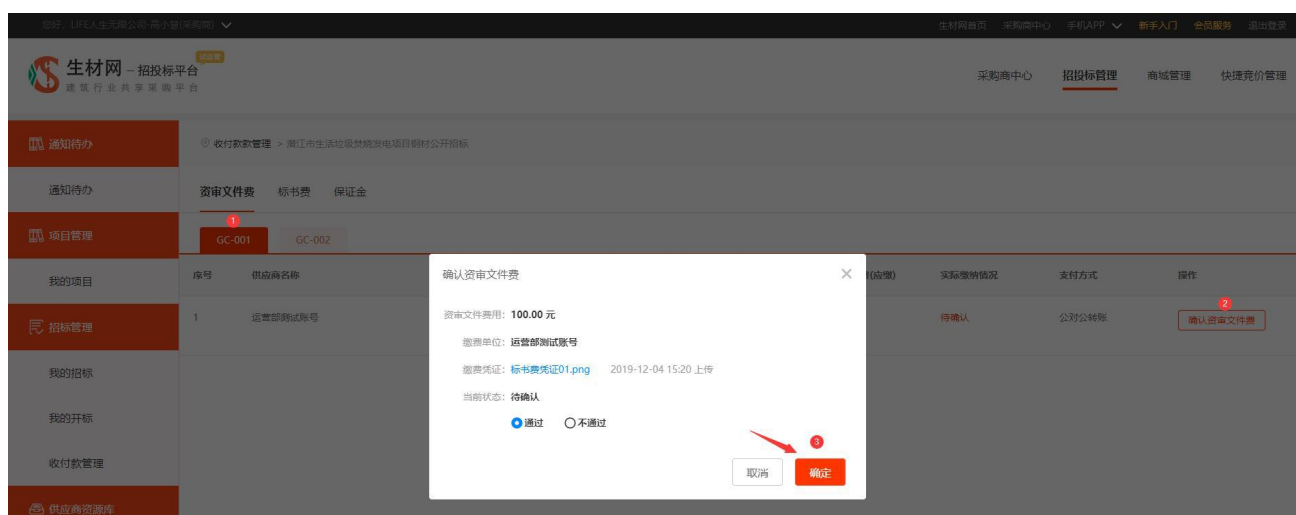 您好，LIFE人生无限公司-高小慧(采购商)
生材网首页 采购商中心 手机APP 新手入门 会员服务 退出登录
生材网 – 招投标平台
试运营
建筑行业共享采购平台
采购商中心 招投标管理 商城管理 快捷竞价管理
通知待办
收付款管理 > 潜江市生活垃圾焚烧发电项目钢材公开招标
通知待办
资审文件费 标书费 保证金
项目管理
1
GC-001 GC-002
我的项目
序号 供应商名称 (应缴) 实际缴纳情况 支付方式 操作
1 运营部测试账号 待确认 公对公转账 确认资审文件费
2
确认资审文件费
资审文件费用： 100.00 元
缴费单位： 运营部测试账号
缴费凭证： 标书费凭证01.png 2019-12-04 15:20 上传
当前状态： 待确认
通过 不通过
3
取消 确定
招标管理
我的招标
我的开标
收付款管理
供应商资源库